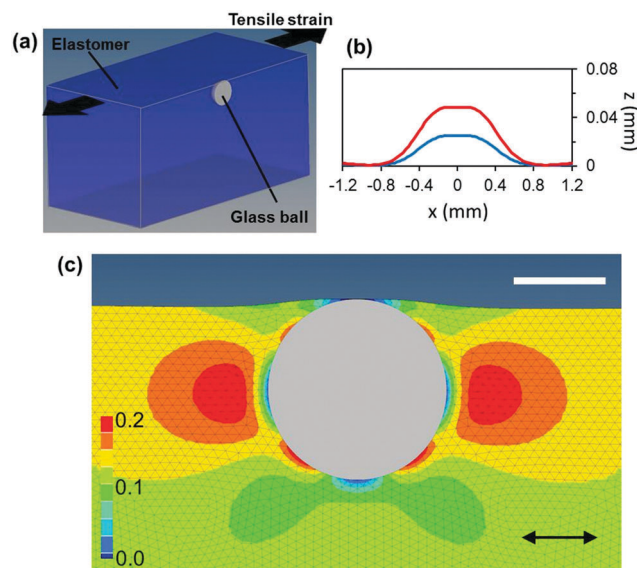 Tensile strain
(a)
Elastomer
Glass ball
(b)
0.08
0.04
0
z (mm)
-1.2 -0.8 -0.4 0 0.4 0.8 1.2
x (mm)
(c)
0.2
0.1
0.0